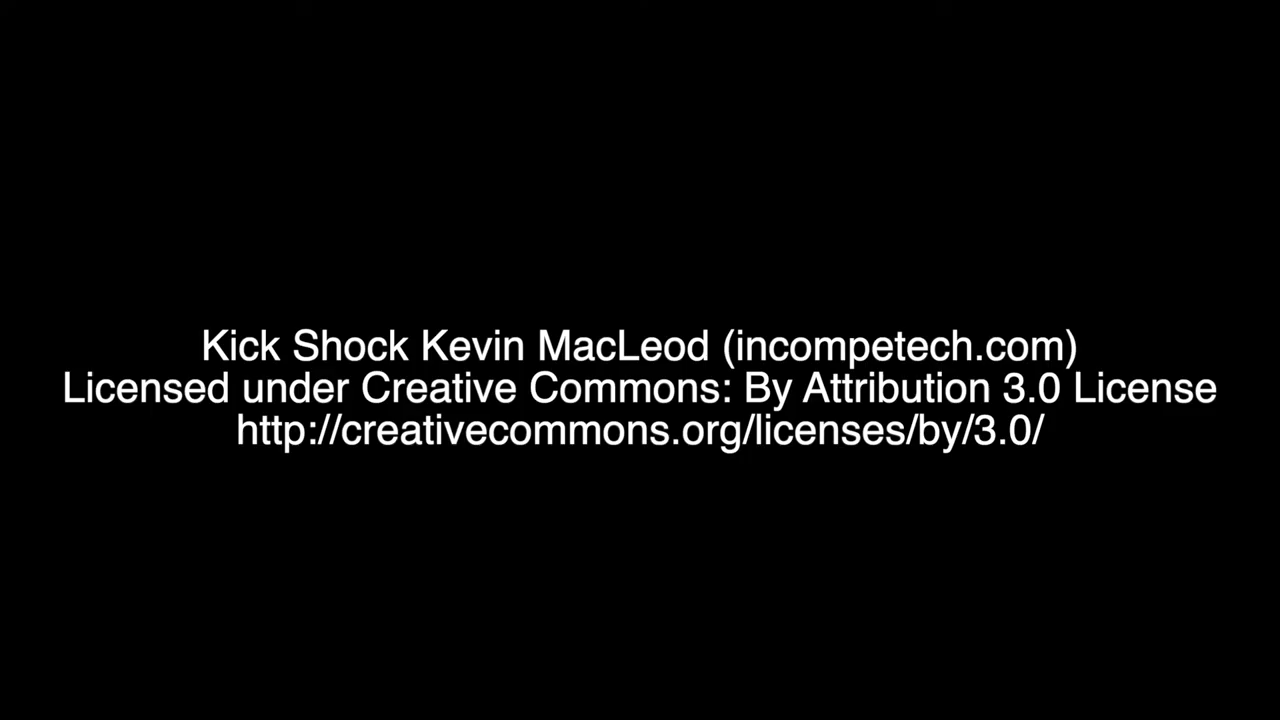 Kick Shock Kevin MacLeod (incompetech.com)
Licensed under Creative Commons: By Attribution 3.0 License
http://creativecommons.org/licenses/by/3.0/